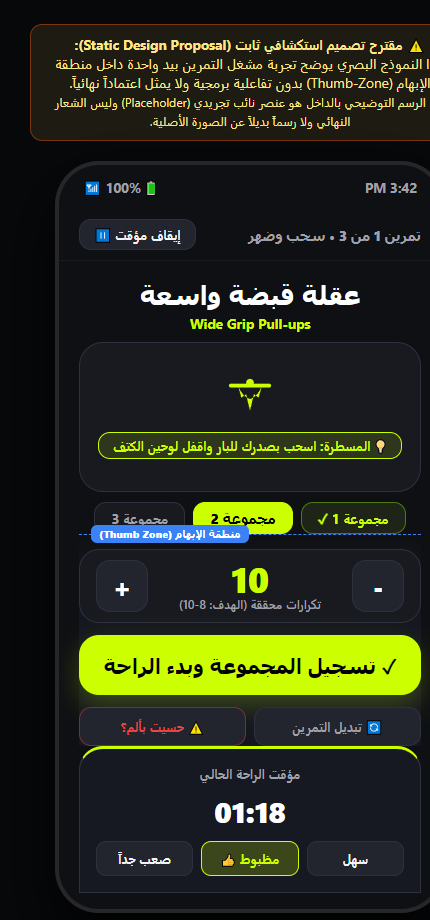 ⚠️ مقترح تصميم استكشافي ثابت (Static Design Proposal):
النموذج البصري يوضح تجربة مشغل التمرين بيد واحدة داخل منطقة
الإبهام (Thumb-Zone) بدون تفاعلية برمجية ولا يمثل اعتماداً نهائياً.
الرسم التوضيحي بالداخل هو عنصر نائب تجريدي (Placeholder) وليس الشعار
النهائي ولا رسماً بديلاً عن الصورة الأصلية.
PM 3:42
100%
تمرين 1 من 3 • سحب وضهر
إيقاف مؤقت ⏸
عقلة قبضة واسعة
Wide Grip Pull-ups
💡 المسطرة: اسحب بصدرك للبار واقفل لوحين الكتف
مجموعة 1 ✓
مجموعة 2
مجموعة 3
منطقة الإبهام (Thumb Zone)
-
10
+
تكرارات محققة (الهدف: 8-10)
✓ تسجيل المجموعة وبدء الراحة
🔄 تبديل التمرين
⚠️ حسيت بألم؟
مؤقت الراحة الحالي
01:18
سهل
مظبوط 👍
صعب جداً